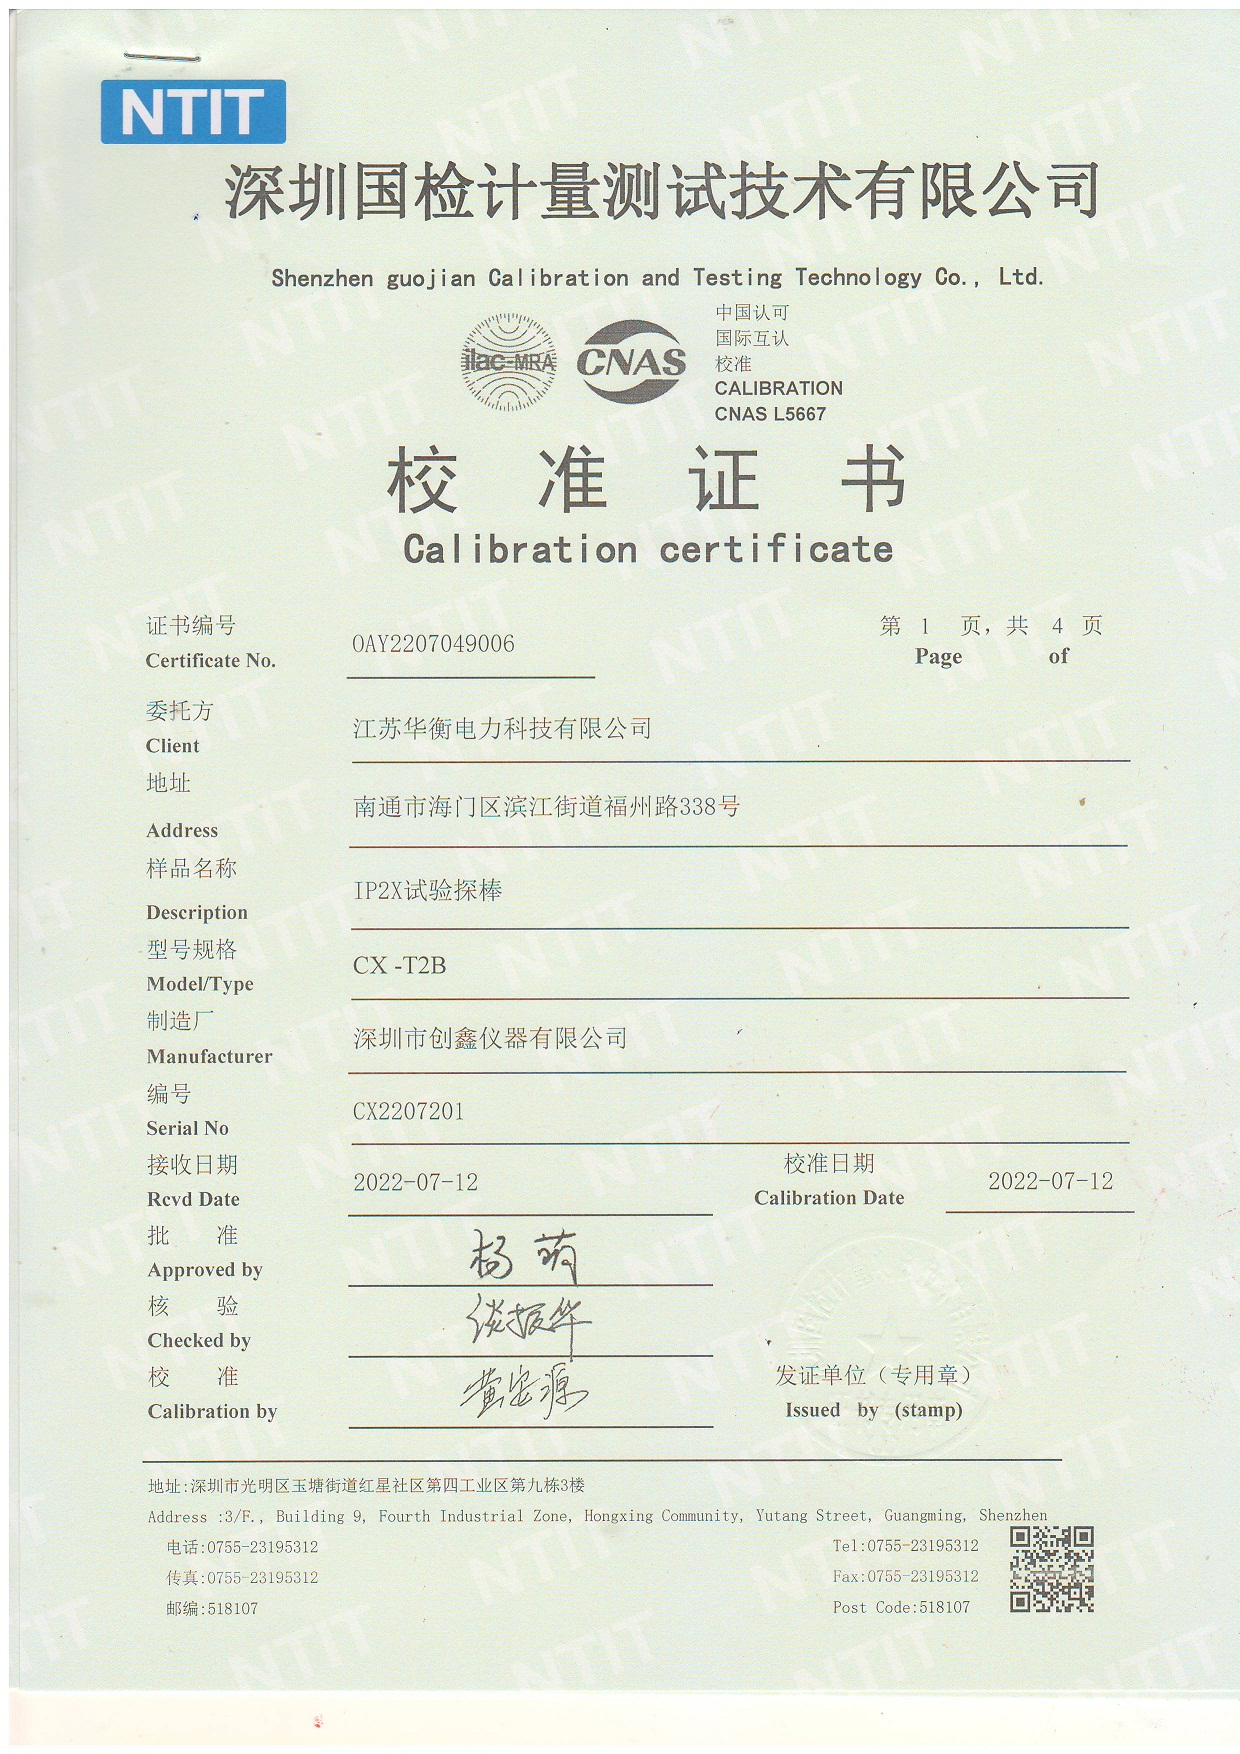 NTIT
深圳国检计量测试技术有限公司
Shenzhen guojian Calibration and Testing Technology Co., Ltd.
ilac-MRA
CNAS
中国认可
国际互认
校准
CALIBRATION
CNAS L5667
校 准 证 书
Calibration certificate
证书编号
Certificate No.
OAY2207049006
第 1 页, 共 4 页
Page of
委托方
Client
江苏华衡电力科技有限公司
地址
Address
南通市海门区滨江街道福州路338号
样品名称
Description
IP2X试验探棒
型号规格
Model/Type
CX -T2B
制造厂
Manufacturer
深圳市创鑫仪器有限公司
编号
Serial No
CX2207201
接收日期
Rcvd Date
2022-07-12
校准日期
Calibration Date
2022-07-12
批 准
Approved by
杨萌
核 验
Checked by
谈振华
校 准
Calibration by
黄宏源
发证单位（专用章）
Issued by (stamp)
地址:深圳市光明区玉塘街道红星社区第四工业区第九栋3楼
Address :3/F., Building 9, Fourth Industrial Zone, Hongxing Community, Yutang Street, Guangming, Shenzhen
电话:0755-23195312
Tel:0755-23195312
传真:0755-23195312
Fax:0755-23195312
邮编:518107
Post Code:518107